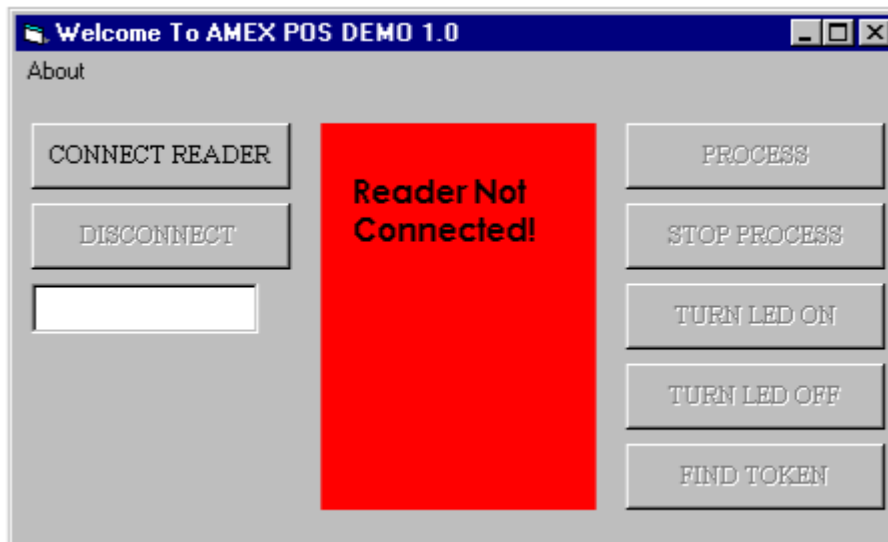 Welcome To AMEX POS DEMO 1.0
About
CONNECT READER
DISCONNECT
Reader Not
Connected!
PROCESS
STOP PROCESS
TURN LED ON
TURN LED OFF
FIND TOKEN